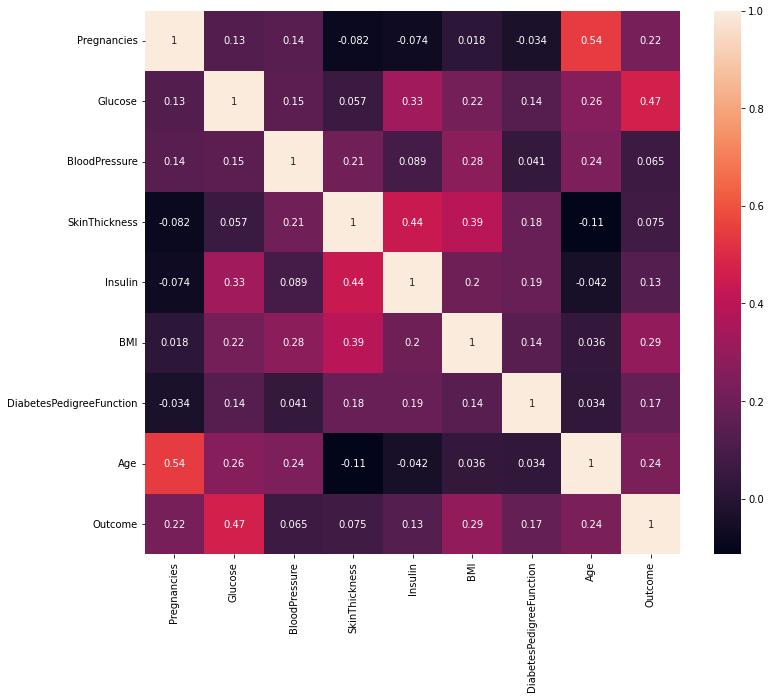 1.0
Pregnancies 1 0.13 0.14 -0.082 -0.074 0.018 -0.034 0.54 0.22
Glucose 0.13 1 0.15 0.057 0.33 0.22 0.14 0.26 0.47
0.8
BloodPressure 0.14 0.15 1 0.21 0.089 0.28 0.041 0.24 0.065
SkinThickness -0.082 0.057 0.21 1 0.44 0.39 0.18 -0.11 0.075
0.6
Insulin -0.074 0.33 0.089 0.44 1 0.2 0.19 -0.042 0.13
0.4
BMI 0.018 0.22 0.28 0.39 0.2 1 0.14 0.036 0.29
DiabetesPedigreeFunction -0.034 0.14 0.041 0.18 0.19 0.14 1 0.034 0.17
0.2
Age 0.54 0.26 0.24 -0.11 -0.042 0.036 0.034 1 0.24
0.0
Outcome 0.22 0.47 0.065 0.075 0.13 0.29 0.17 0.24 1
Pregnancies
Glucose
BloodPressure
SkinThickness
Insulin
BMI
DiabetesPedigreeFunction
Age
Outcome